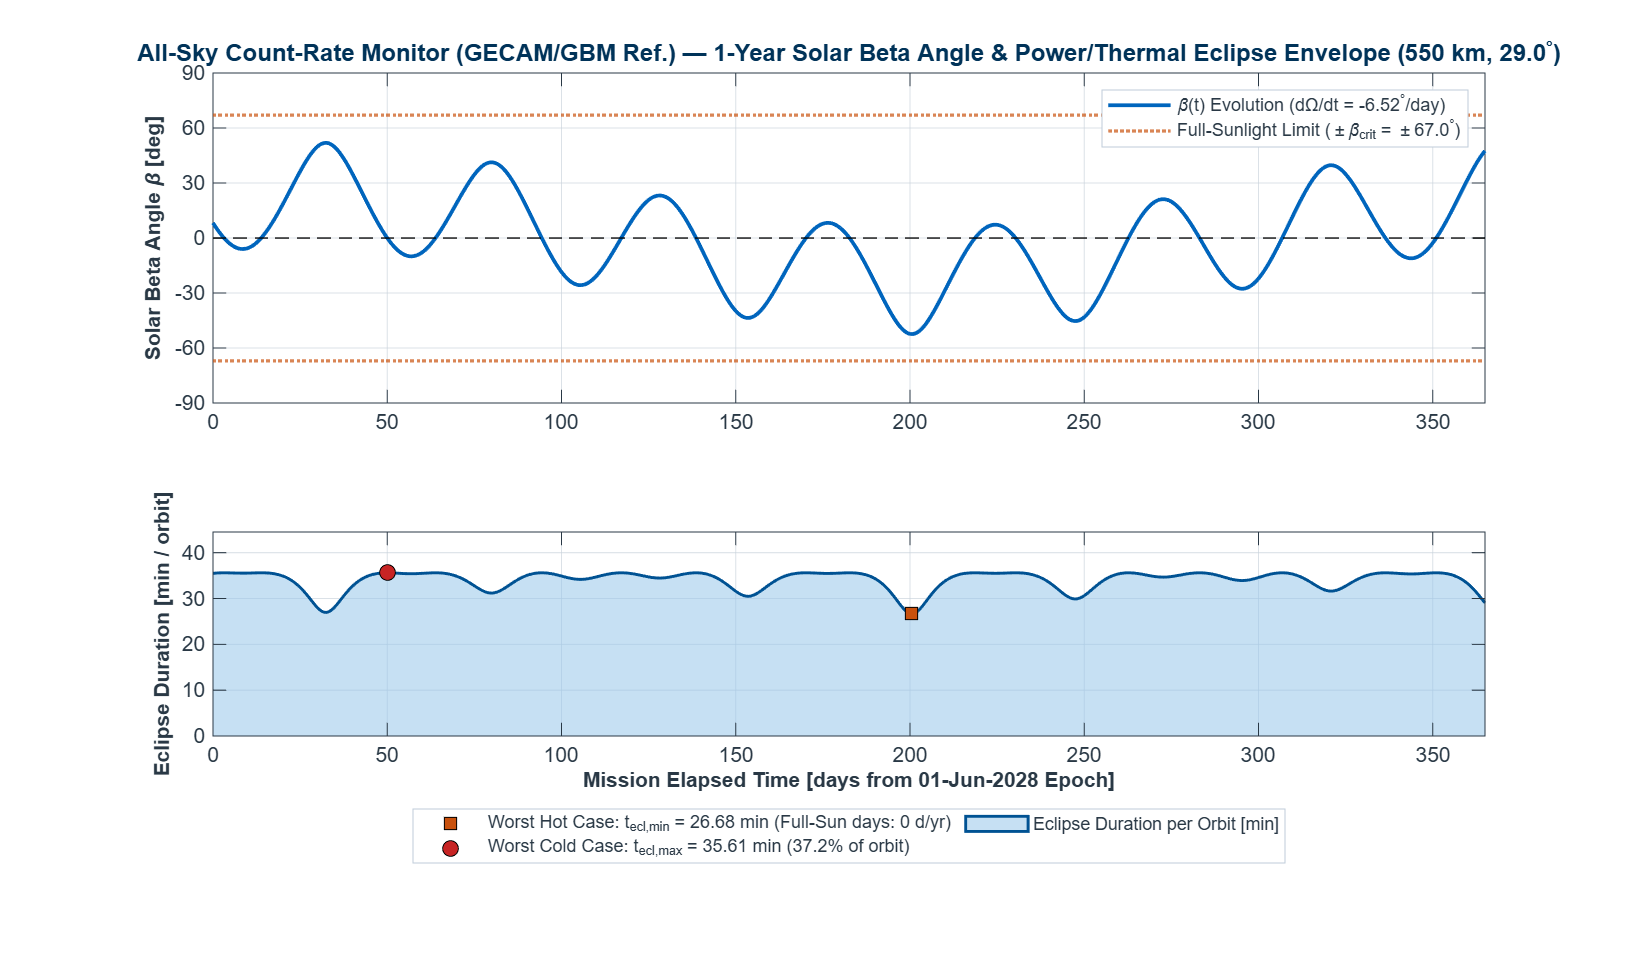 All-Sky Count-Rate Monitor (GECAM/GBM Ref.) — 1-Year Solar Beta Angle & Power/Thermal Eclipse Envelope (550 km, 29.0°)
Solar Beta Angle β [deg]
90
60
30
0
-30
-60
-90
β(t) Evolution (dΩ/dt = -6.52°/day)
Full-Sunlight Limit ( ± β_crit = ± 67.0°)
0 50 100 150 200 250 300 350
Eclipse Duration [min / orbit]
40
30
20
10
0
0 50 100 150 200 250 300 350
Mission Elapsed Time [days from 01-Jun-2028 Epoch]
Worst Hot Case: t_ecl,min = 26.68 min (Full-Sun days: 0 d/yr)
Worst Cold Case: t_ecl,max = 35.61 min (37.2% of orbit)
Eclipse Duration per Orbit [min]